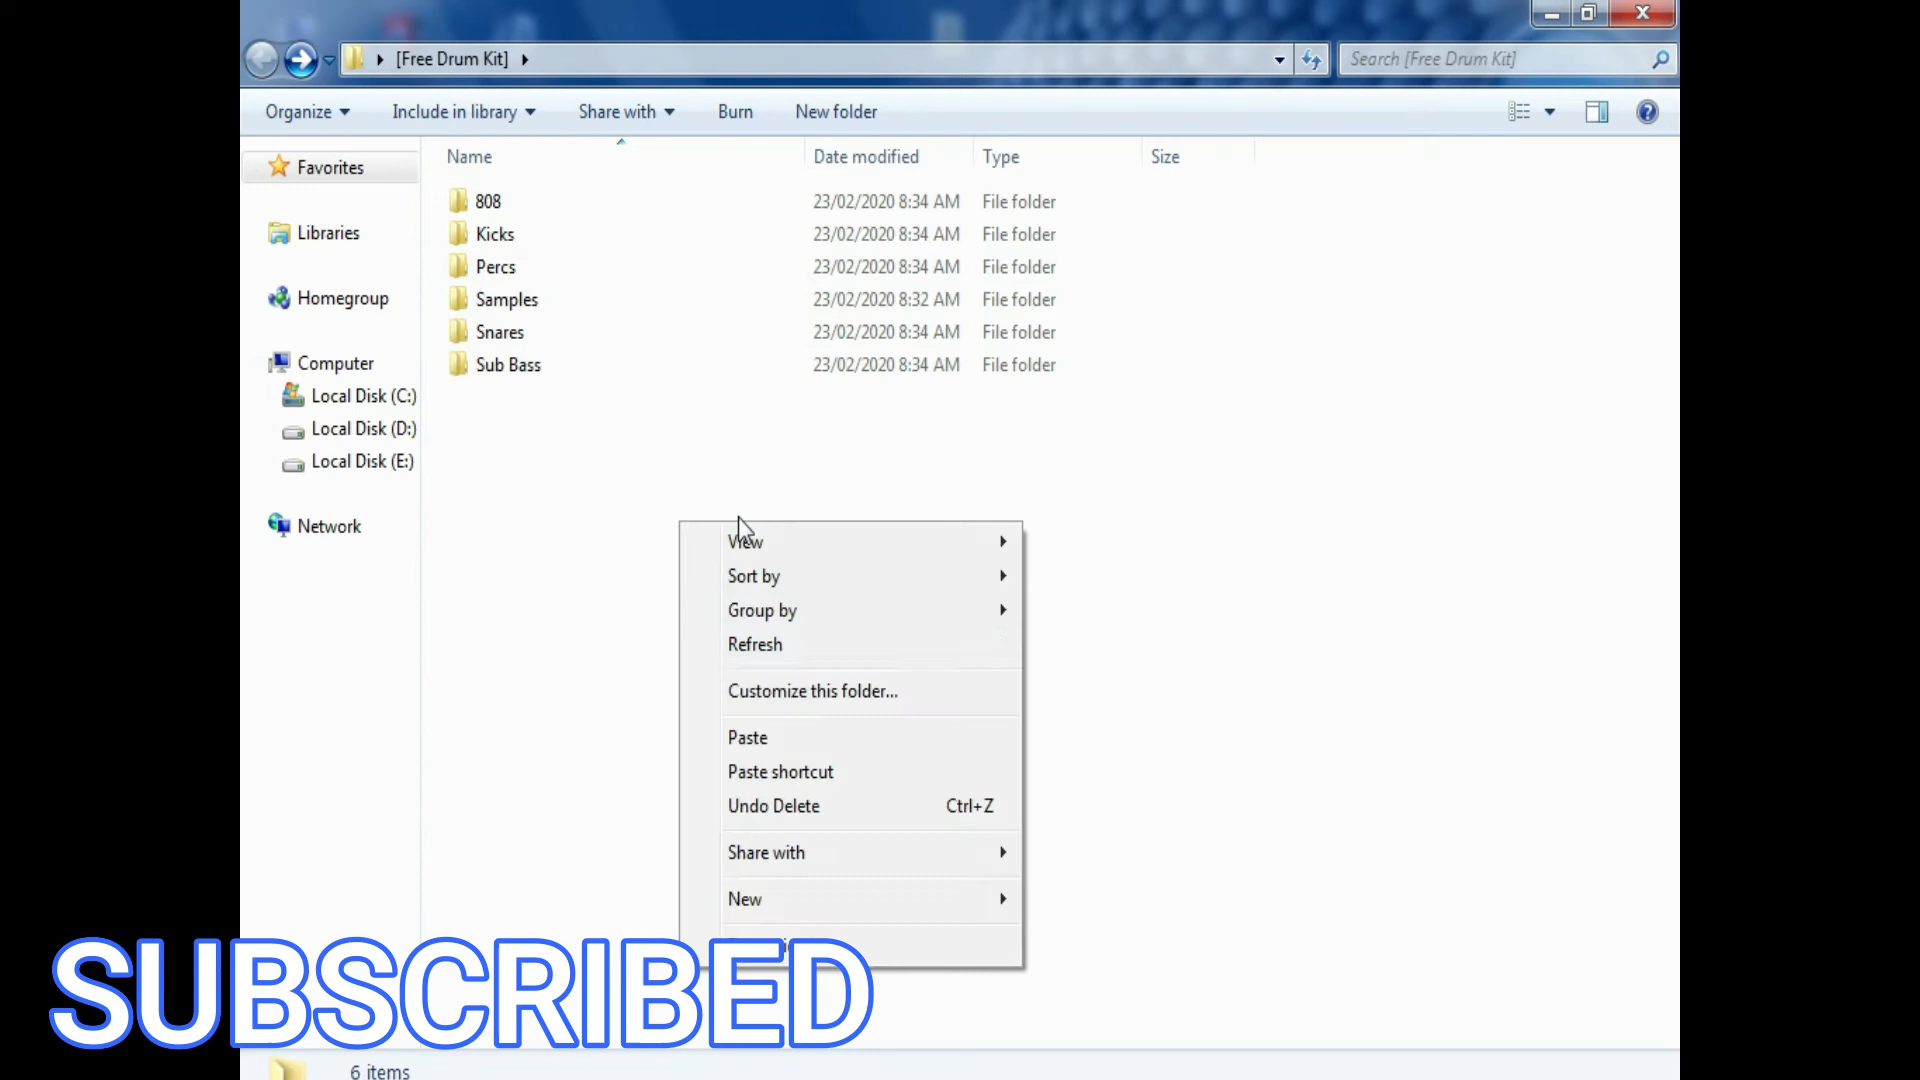 [Free Drum Kit]
Search [Free Drum Kit]
Organize
Include in library
Share with
Burn
New folder
Name
Date modified
Type
Size
Favorites
Libraries
Homegroup
Computer
Local Disk (C:)
Local Disk (D:)
Local Disk (E:)
Network
808 23/02/2020 8:34 AM File folder
Kicks 23/02/2020 8:34 AM File folder
Percs 23/02/2020 8:34 AM File folder
Samples 23/02/2020 8:32 AM File folder
Snares 23/02/2020 8:34 AM File folder
Sub Bass 23/02/2020 8:34 AM File folder
View
Sort by
Group by
Refresh
Customize this folder...
Paste
Paste shortcut
Undo Delete Ctrl+Z
Share with
New
SUBSCRIBED
6 items